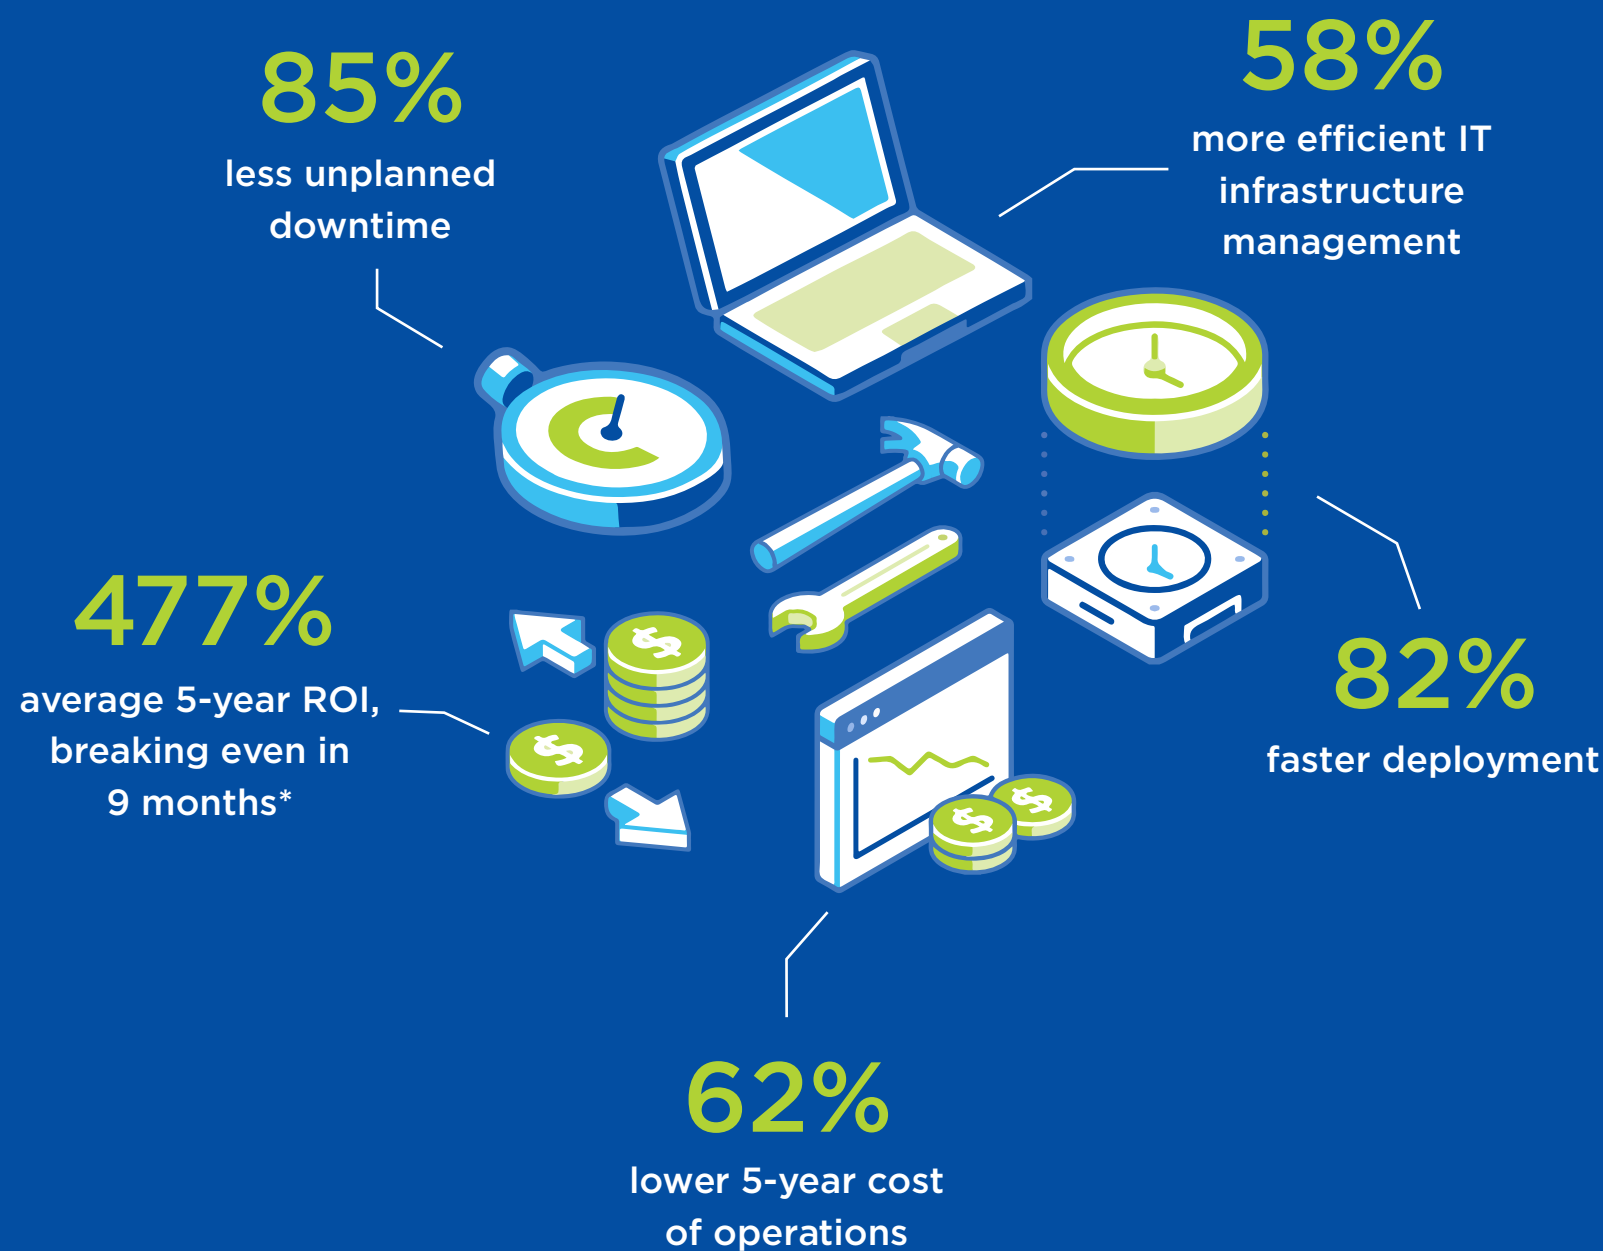 85%
less unplanned
downtime
58%
more efficient IT
infrastructure
management
477%
average 5-year ROI,
breaking even in
9 months*
82%
faster deployment
62%
lower 5-year cost
of operations